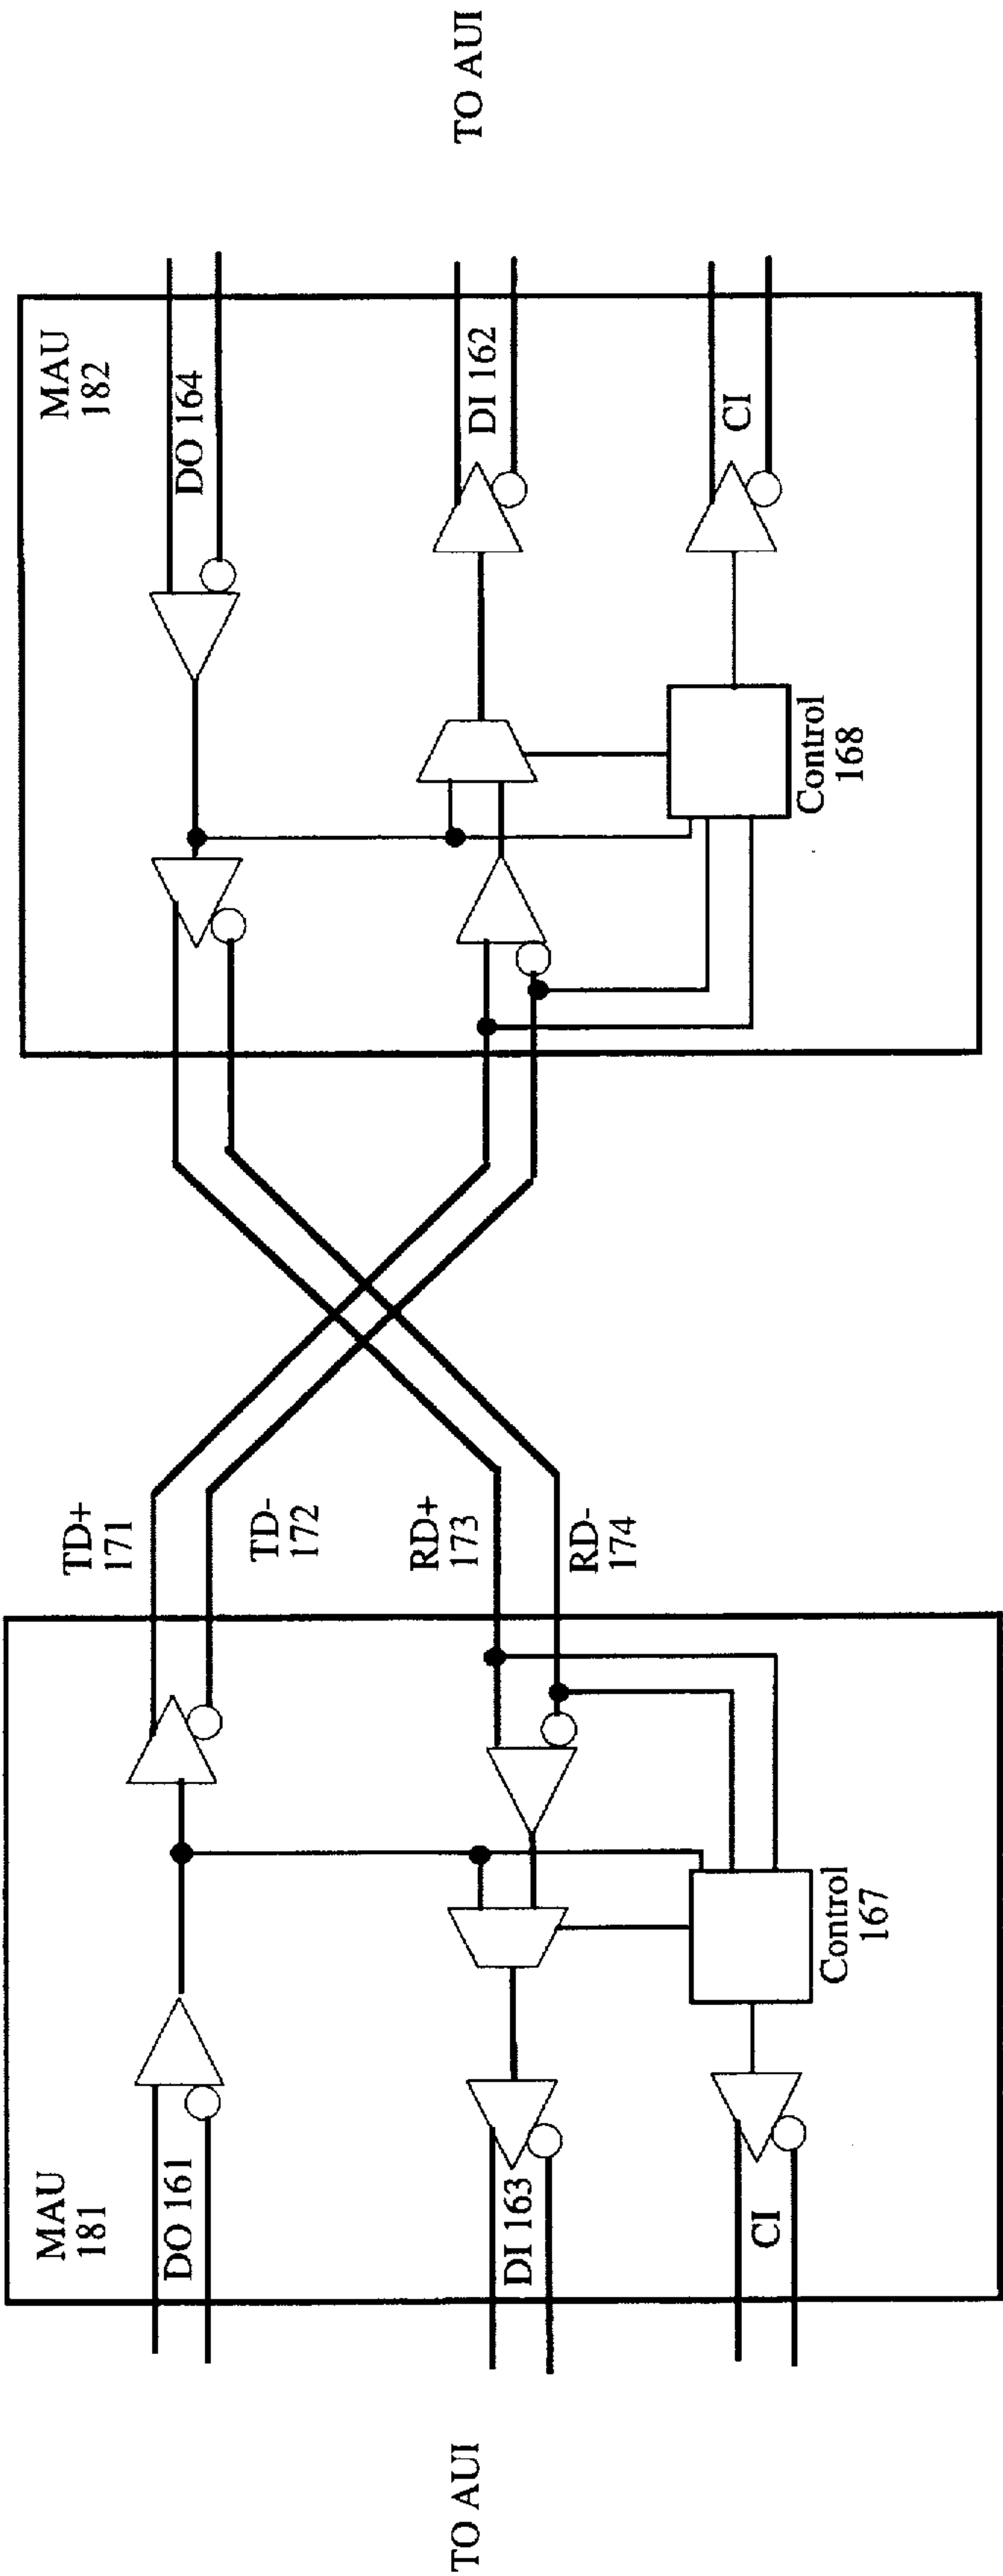 TO AUI
MAU
181
DO 161
DI 163
CI
Control
167
TD+
171
TD-
172
RD+
173
RD-
174
MAU
182
DO 164
DI 162
CI
Control
168
TO AUI